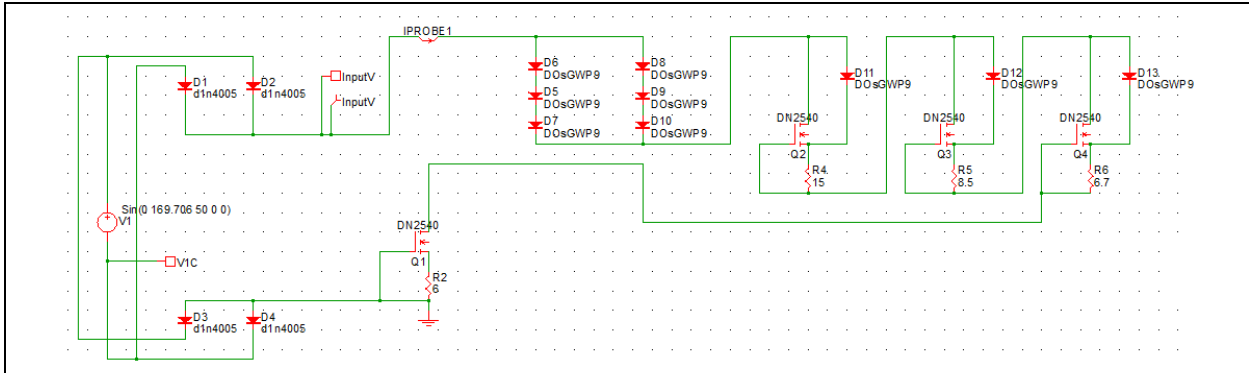 IPROBE1
D1
d1n4005
D2
d1n4005
InputV
InputV
D6
DOsGWP9
D5
DOsGWP9
D7
DOsGWP9
D8
DOsGWP9
D9
DOsGWP9
D10
DOsGWP9
D11
DOsGWP9
D12
DOsGWP9
D13
DOsGWP9
DN2540
Q2
DN2540
Q3
DN2540
Q4
R4
15
R5
8.5
R6
6.7
Sin(0 169.706 50 0 0)
V1
V1C
DN2540
Q1
R2
6
D3
d1n4005
D4
d1n4005